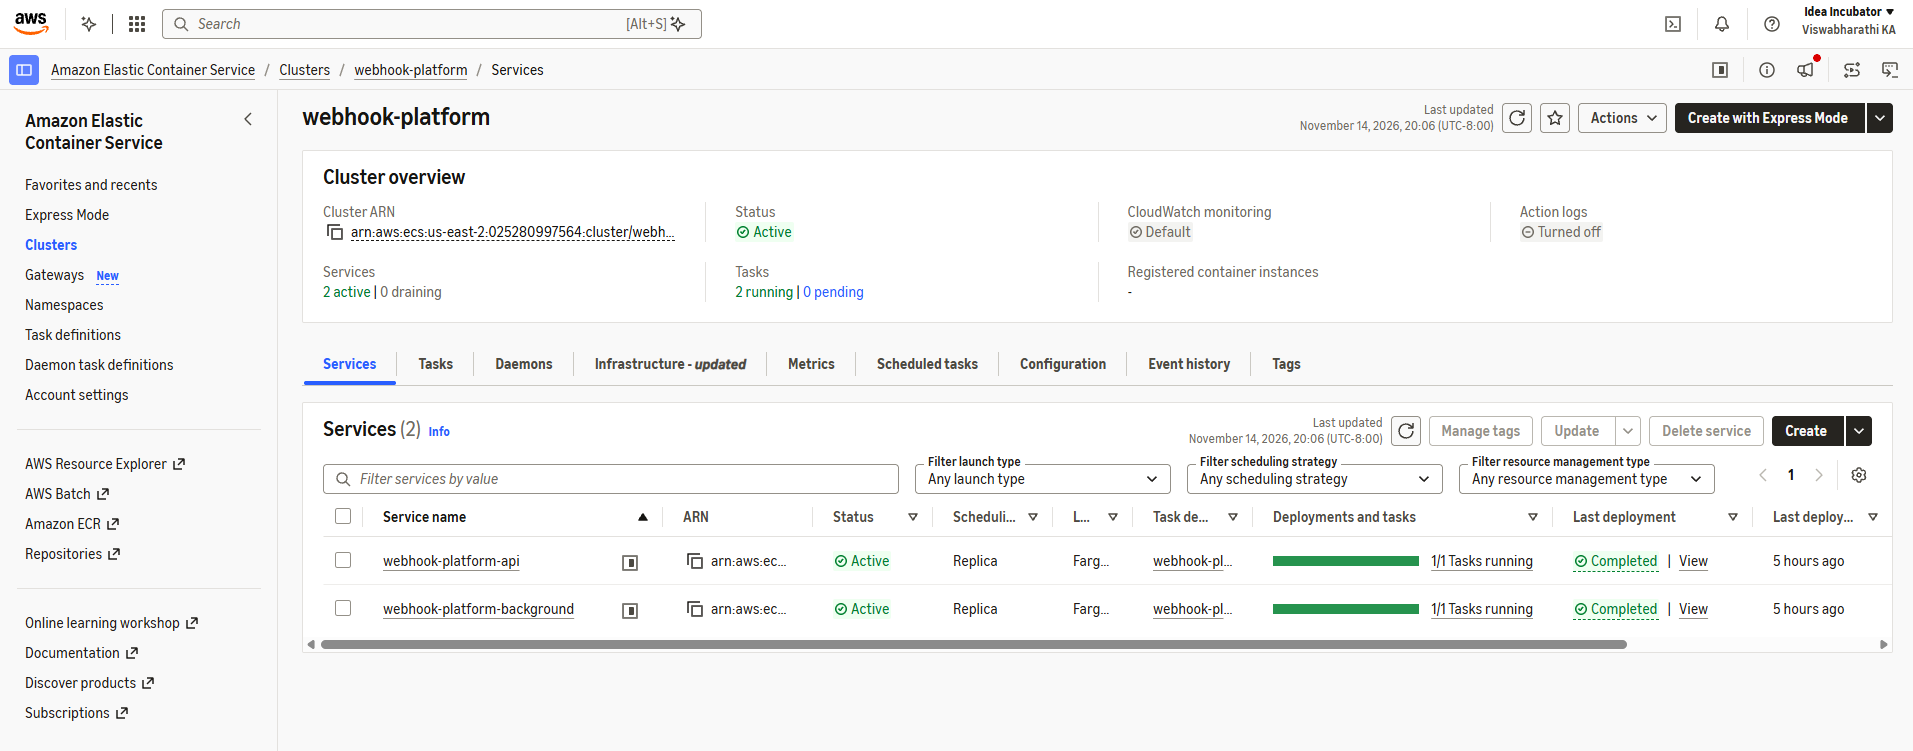 aws
Search
[Alt+S]
Idea Incubator
Viswabharathi KA
Amazon Elastic Container Service / Clusters / webhook-platform / Services
Amazon Elastic
Container Service
Favorites and recents
Express Mode
Clusters
Gateways New
Namespaces
Task definitions
Daemon task definitions
Account settings
AWS Resource Explorer
AWS Batch
Amazon ECR
Repositories
Online learning workshop
Documentation
Discover products
Subscriptions
webhook-platform
Last updated
November 14, 2026, 20:06 (UTC-8:00)
Actions
Create with Express Mode
Cluster overview
Cluster ARN
arn:aws:ecs:us-east-2:025280997564:cluster/webh...
Status
Active
CloudWatch monitoring
Default
Action logs
Turned off
Services
2 active | 0 draining
Tasks
2 running | 0 pending
Registered container instances
-
Services Tasks Daemons Infrastructure - updated Metrics Scheduled tasks Configuration Event history Tags
Services (2) Info
Last updated
November 14, 2026, 20:06 (UTC-8:00)
Manage tags
Update
Delete service
Create
Filter services by value
Filter launch type
Any launch type
Filter scheduling strategy
Any scheduling strategy
Filter resource management type
Any resource management type
1
Service name ARN Status Scheduli... L... Task de... Deployments and tasks Last deployment Last deploy...
webhook-platform-api arn:aws:ec... Active Replica Farg... webhook-pl... 1/1 Tasks running Completed | View 5 hours ago
webhook-platform-background arn:aws:ec... Active Replica Farg... webhook-pl... 1/1 Tasks running Completed | View 5 hours ago